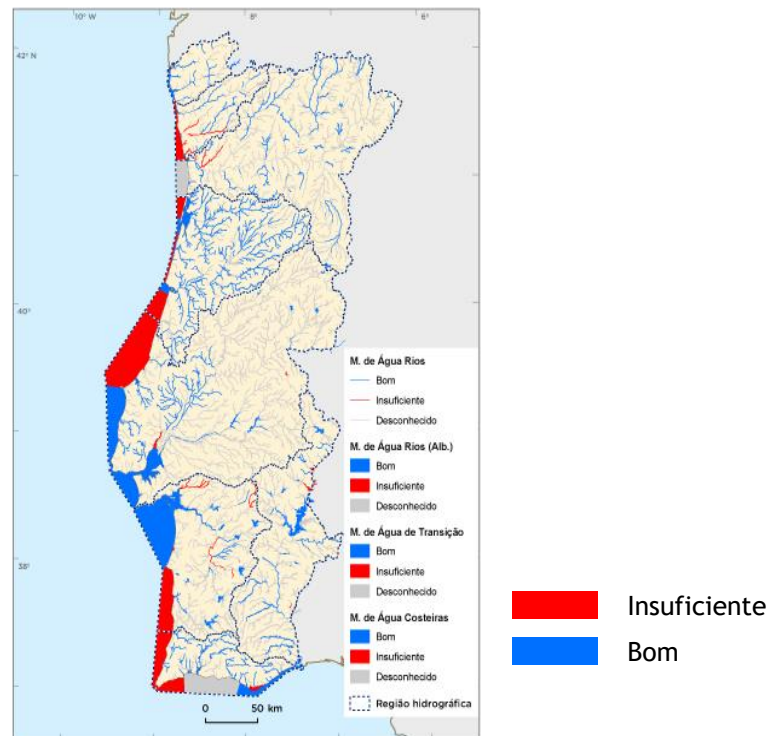 10° W
8°
6°
42° N
40°
38°
M. de Água Rios
Bom
Insuficiente
Desconhecido
M. de Água Rios (Alb.)
Bom
Insuficiente
Desconhecido
M. de Água de Transição
Bom
Insuficiente
Desconhecido
M. de Água Costeiras
Bom
Insuficiente
Desconhecido
Região hidrográfica
0 50 km
Insuficiente
Bom